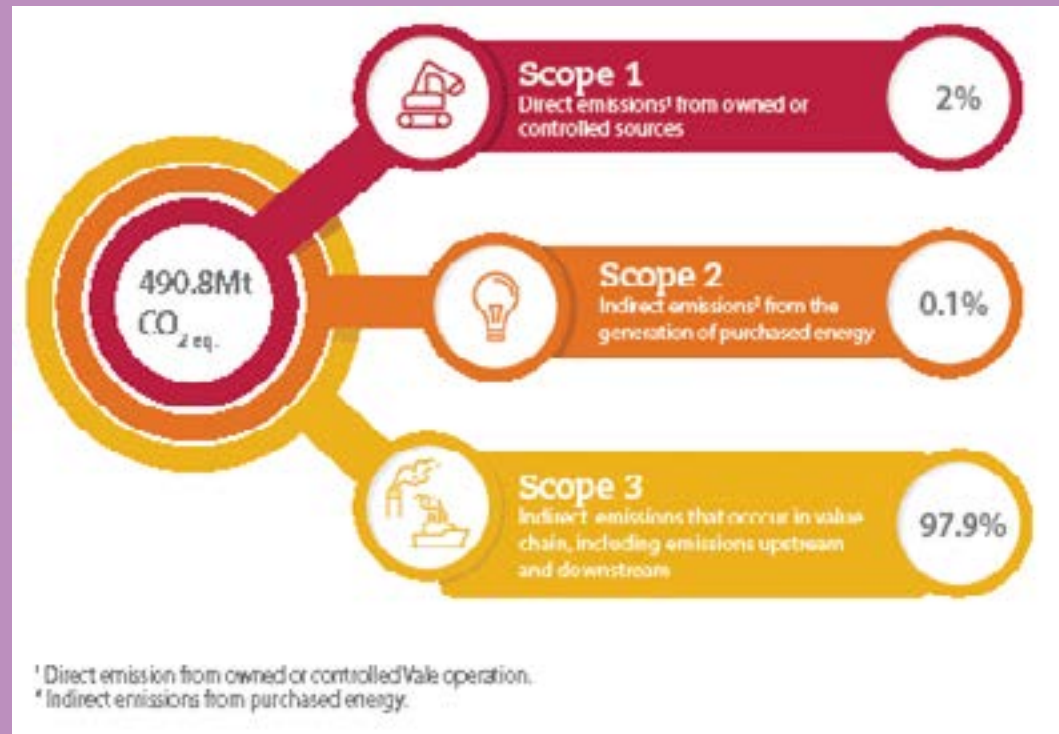 490.8Mt
CO2 eq.
Scope 1
Direct emissions¹ from owned or
controlled sources
2%
Scope 2
Indirect emissions² from the
generation of purchased energy
0.1%
Scope 3
Indirect emissions that occur in value
chain, including emissions upstream
and downstream
97.9%
¹ Direct emission from owned or controlled Vale operation.
² Indirect emissions from purchased energy.